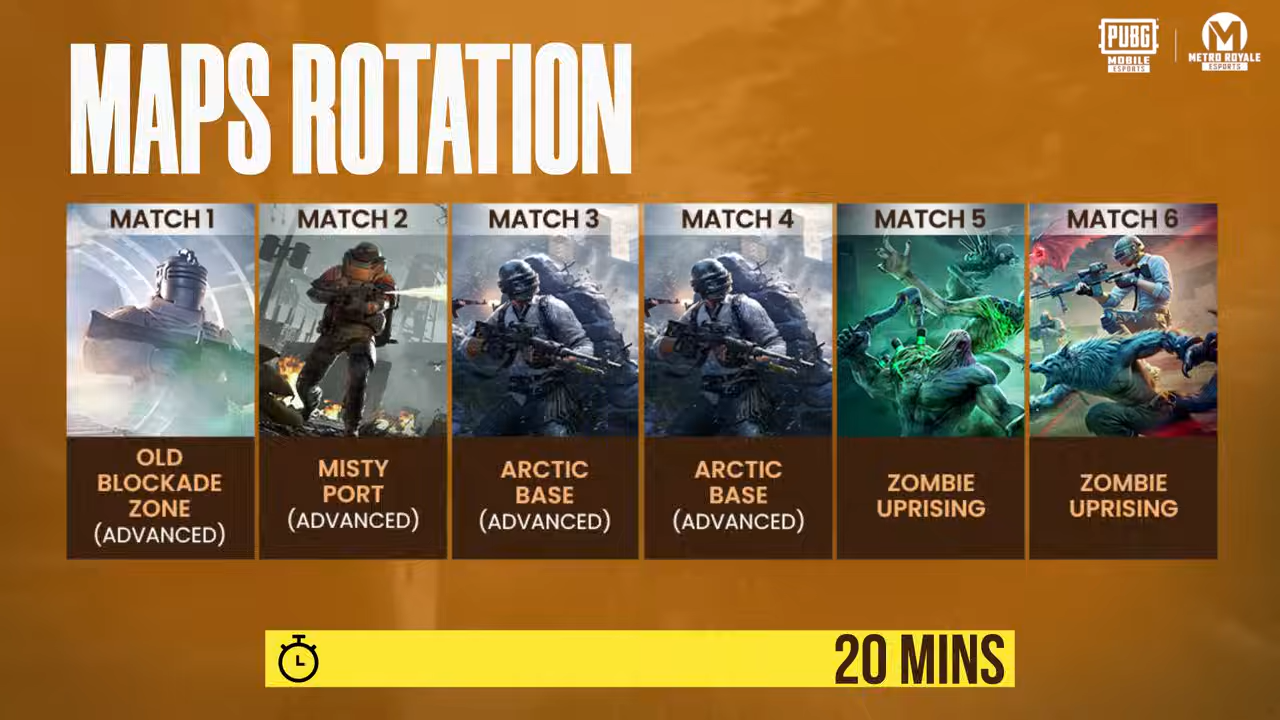 MAPS ROTATION
PUBG
MOBILE
ESPORTS
METRO ROYALE
ESPORTS
MATCH 1
OLD
BLOCKADE
ZONE
(ADVANCED)
MATCH 2
MISTY
PORT
(ADVANCED)
MATCH 3
ARCTIC
BASE
(ADVANCED)
MATCH 4
ARCTIC
BASE
(ADVANCED)
MATCH 5
ZOMBIE
UPRISING
MATCH 6
ZOMBIE
UPRISING
20 MINS